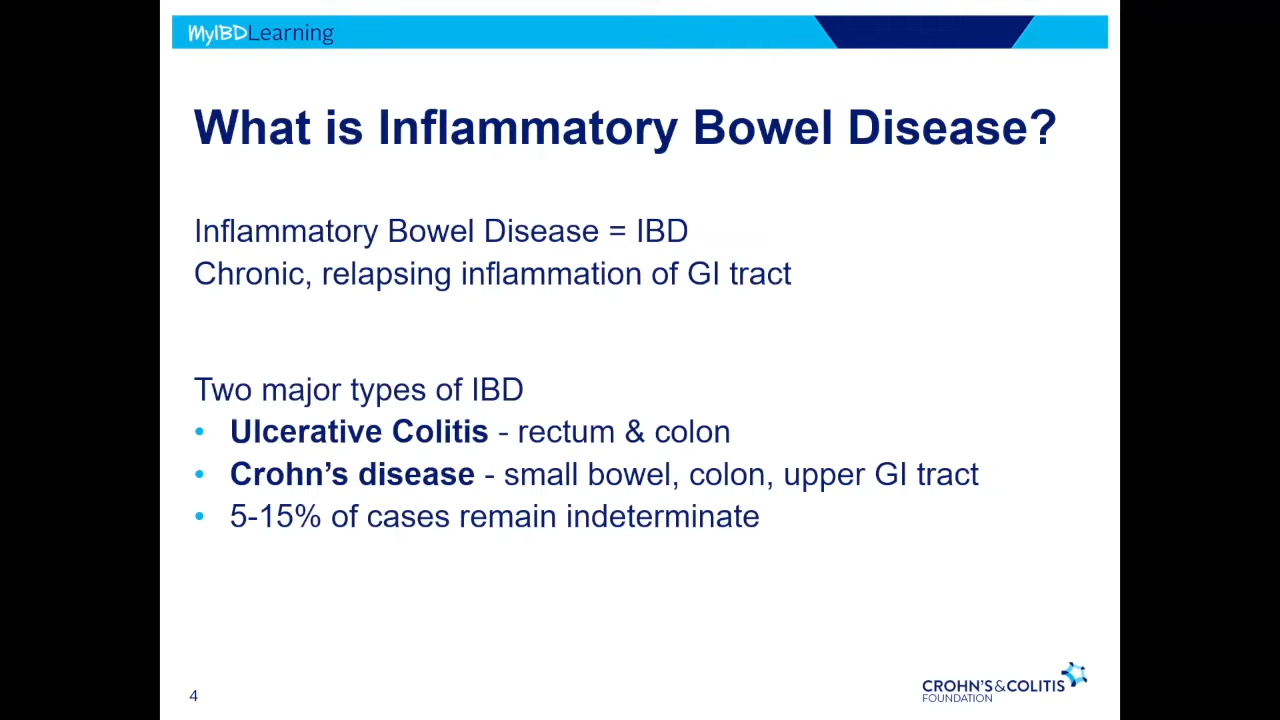 MyIBDLearning
What is Inflammatory Bowel Disease?
Inflammatory Bowel Disease = IBD
Chronic, relapsing inflammation of GI tract
Two major types of IBD
• Ulcerative Colitis - rectum & colon
• Crohn’s disease - small bowel, colon, upper GI tract
• 5-15% of cases remain indeterminate
4
CROHN’S&COLITIS
FOUNDATION